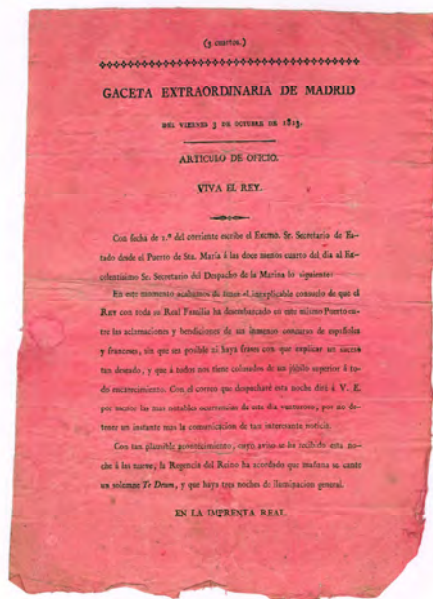 (3 cuartos.)
GACETA EXTRAORDINARIA DE MADRID
DEL VIERNES 3 DE OCTUBRE DE 1823.
ARTICULO DE OFICIO.
VIVA EL REY.
Con fecha de 1.º del corriente escribe el Excmo. Sr. Secretario de Es-
tado desde el Puerto de Sta. María á las doce menos cuarto del dia al Ex-
celentísimo Sr. Secretario del Despacho de la Marina lo siguiente:
En este momento acabamos de tener el inexplicable consuelo de que el
REY con toda su Real Familia ha desembarcado en este mismo Puerto en-
tre las aclamaciones y bendiciones de un inmenso concurso de españoles
y franceses, sin que sea posible ni haya frases con que explicar un suceso
tan deseado, y que á todos nos tiene colmados de un júbilo superior á to-
do encarecimiento. Con el correo que despacharé esta noche diré á V. E.
por menor las mas notables ocurrencias de este dia venturoso, por no de-
tener un instante mas la comunicacion de tan interesante noticia.
Con tan plausible acontecimiento, cuyo aviso se ha recibido esta no-
che á las nueve, la Regencia del Reino ha acordado que mañana se cante
un solemne Te Deum, y que haya tres noches de iluminacion general.
EN LA IMPRENTA REAL.